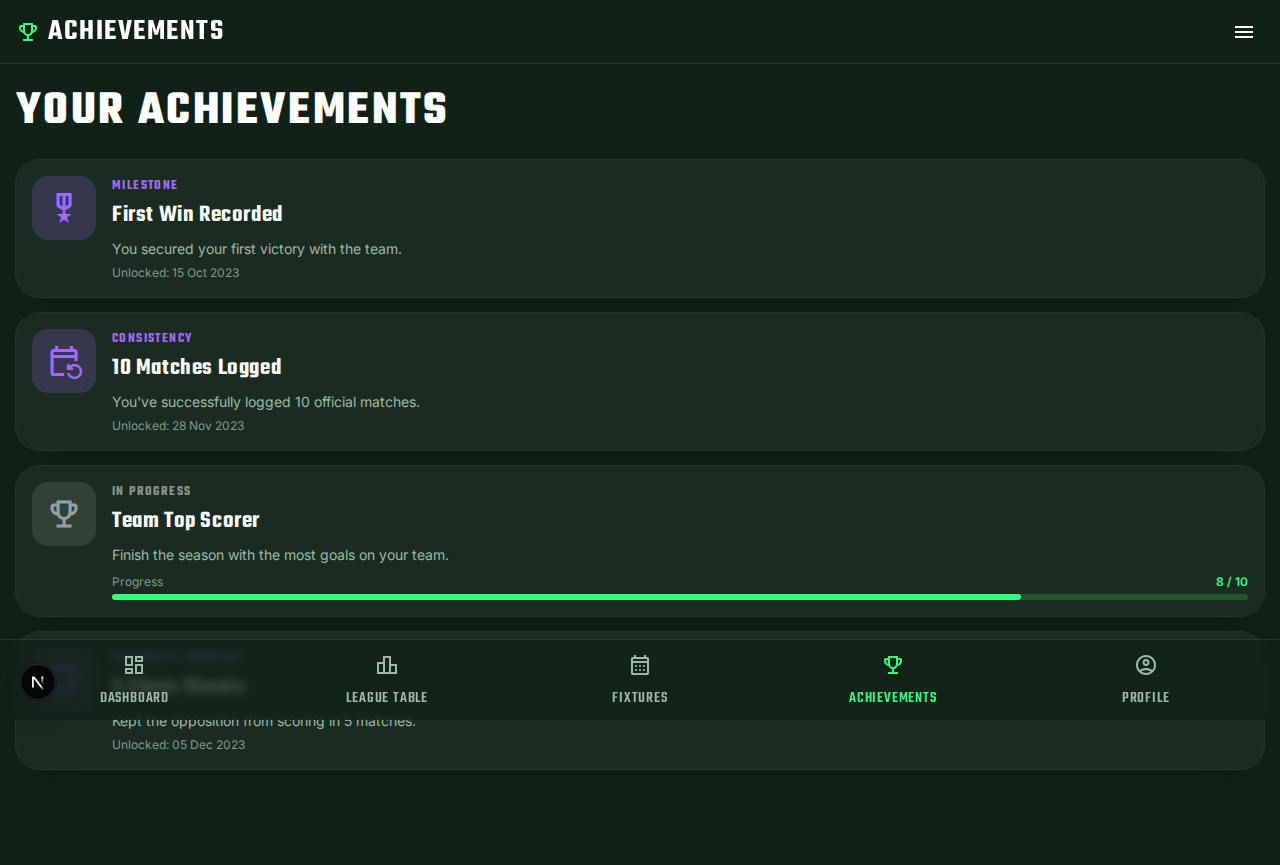 ACHIEVEMENTS
YOUR ACHIEVEMENTS
MILESTONE
First Win Recorded
You secured your first victory with the team.
Unlocked: 15 Oct 2023
CONSISTENCY
10 Matches Logged
You've successfully logged 10 official matches.
Unlocked: 28 Nov 2023
IN PROGRESS
Team Top Scorer
Finish the season with the most goals on your team.
Progress 8 / 10
N
DASHBOARD LEAGUE TABLE FIXTURES ACHIEVEMENTS PROFILE
Kept the opposition from scoring in 5 matches.
Unlocked: 05 Dec 2023